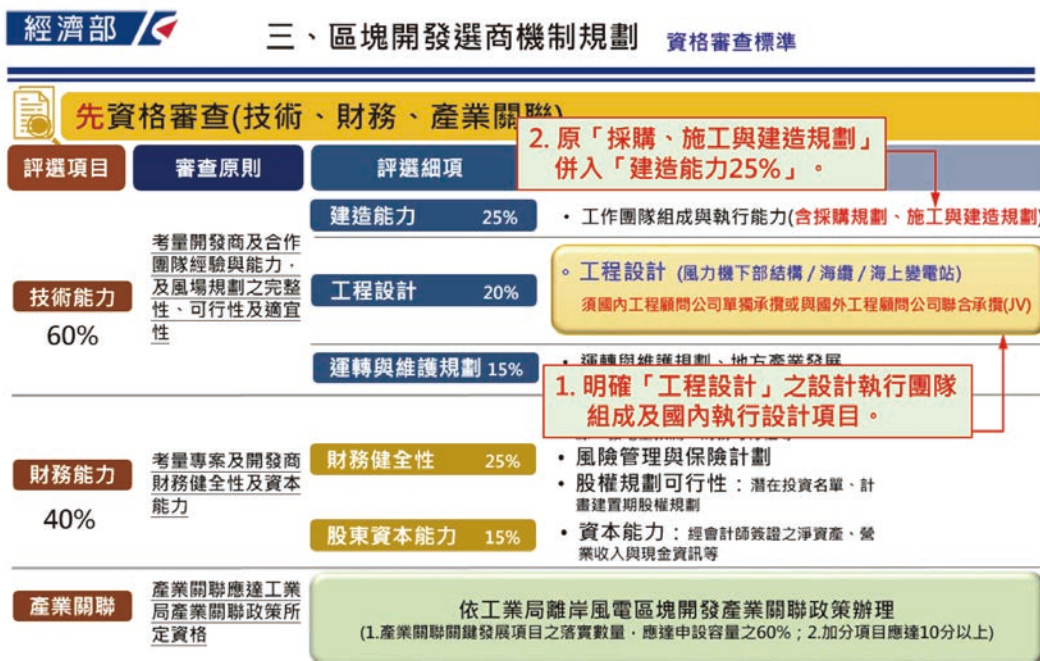 經濟部
三、區塊開發選商機制規劃 資格審查標準
先資格審查(技術、財務、產業關聯)
2. 原「採購、施工與建造規劃」
併入「建造能力25%」。
評選項目 審查原則 評選細項
技術能力
60%
考量開發商及合作
團隊經驗與能力，
及風場規劃之完整
性、可行性及適宜
性
建造能力 25%
• 工作團隊組成與執行能力(含採購規劃、施工與建造規劃)
工程設計 20%
。工程設計 (風力機下部結構 / 海纜 / 海上變電站)
須國內工程顧問公司單獨承攬或與國外工程顧問公司聯合承攬(JV)
運轉與維護規劃 15%
• 運轉與維護規劃、地方產業發展
1. 明確「工程設計」之設計執行團隊
組成及國內執行設計項目。
財務能力
40%
考量專案及開發商
財務健全性及資本
能力
財務健全性 25%
• 風險管理與保險計劃
• 股權規劃可行性：潛在投資名單、計
畫建置期股權規劃
股東資本能力 15%
• 資本能力：經會計師簽證之淨資產、營
業收入與現金資訊等
產業關聯
產業關聯應達工業
局產業關聯政策所
定資格
依工業局離岸風電區塊開發產業關聯政策辦理
(1.產業關聯關鍵發展項目之落實數量，應達申設容量之60%；2.加分項目應達10分以上)